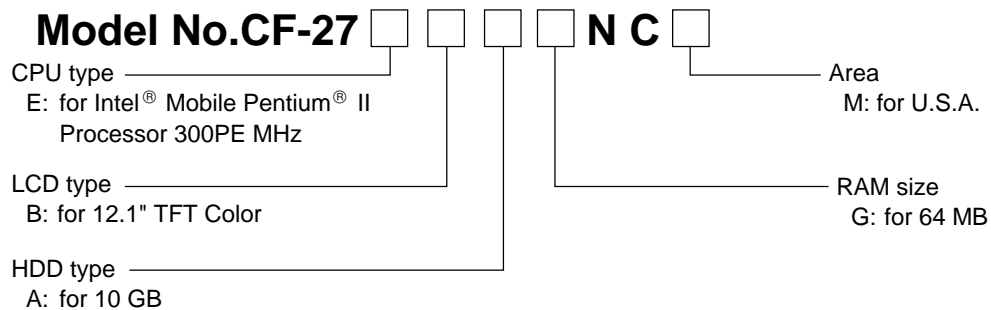 Model No.CF-27 □ □ □ □ N C □
CPU type
E: for Intel® Mobile Pentium® II
Processor 300PE MHz
LCD type
B: for 12.1" TFT Color
HDD type
A: for 10 GB
Area
M: for U.S.A.
RAM size
G: for 64 MB